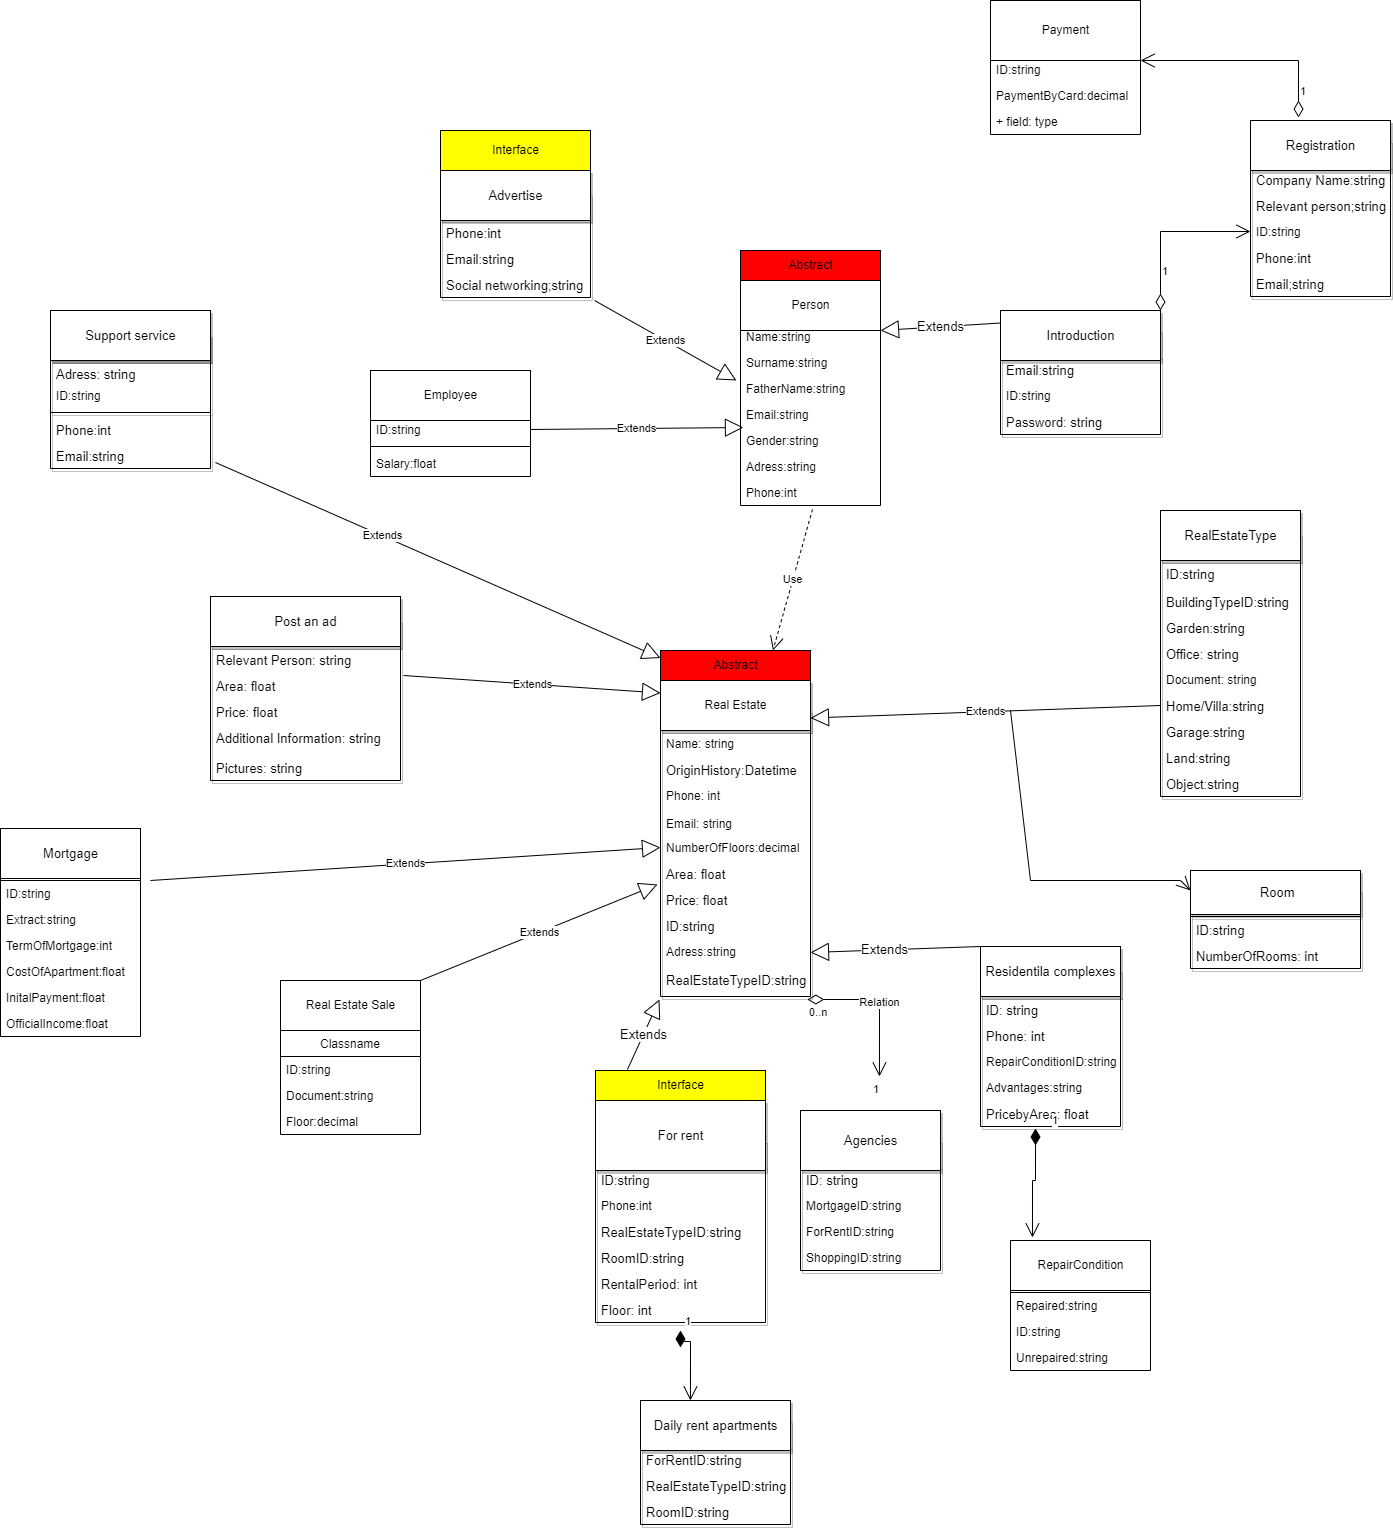 Payment
ID:string
PaymentByCard:decimal
+ field: type
1
Registration
Company Name:string
Relevant person;string
ID:string
Phone:int
Email;string
Interface
Advertise
Phone:int
Email:string
Social networking;string
Extends
Abstract
Person
Name:string
Surname:string
FatherName:string
Email:string
Gender:string
Adress:string
Phone:int
Extends
1
Introduction
Email:string
ID:string
Password: string
Support service
Adress: string
ID:string
Phone:int
Email:string
Employee
ID:string
Salary:float
Extends
Extends
Use
RealEstateType
ID:string
BuildingTypeID:string
Garden:string
Office: string
Document: string
Home/Villa:string
Garage:string
Land:string
Object:string
Post an ad
Relevant Person: string
Area: float
Price: float
Additional Information: string
Pictures: string
Extends
Abstract
Real Estate
Name: string
OriginHistory:Datetime
Phone: int
Email: string
NumberOfFloors:decimal
Area: float
Price: float
ID:string
Adress:string
RealEstateTypeID:string
Extends
Room
ID:string
NumberOfRooms: int
Mortgage
ID:string
Extract:string
TermOfMortgage:int
CostOfApartment:float
InitalPayment:float
OfficialIncome:float
Extends
Extends
Real Estate Sale
Classname
ID:string
Document:string
Floor:decimal
Extends
Residentila complexes
ID: string
Phone: int
RepairConditionID:string
Advantages:string
PricebyArea: float
1
Relation
0..n
1
Extends
Interface
For rent
ID:string
Phone:int
RealEstateTypeID:string
RoomID:string
RentalPeriod: int
Floor: int
1
Agencies
ID: string
MortgageID:string
ForRentID:string
ShoppingID:string
RepairCondition
Repaired:string
ID:string
Unrepaired:string
Daily rent apartments
ForRentID:string
RealEstateTypeID:string
RoomID:string